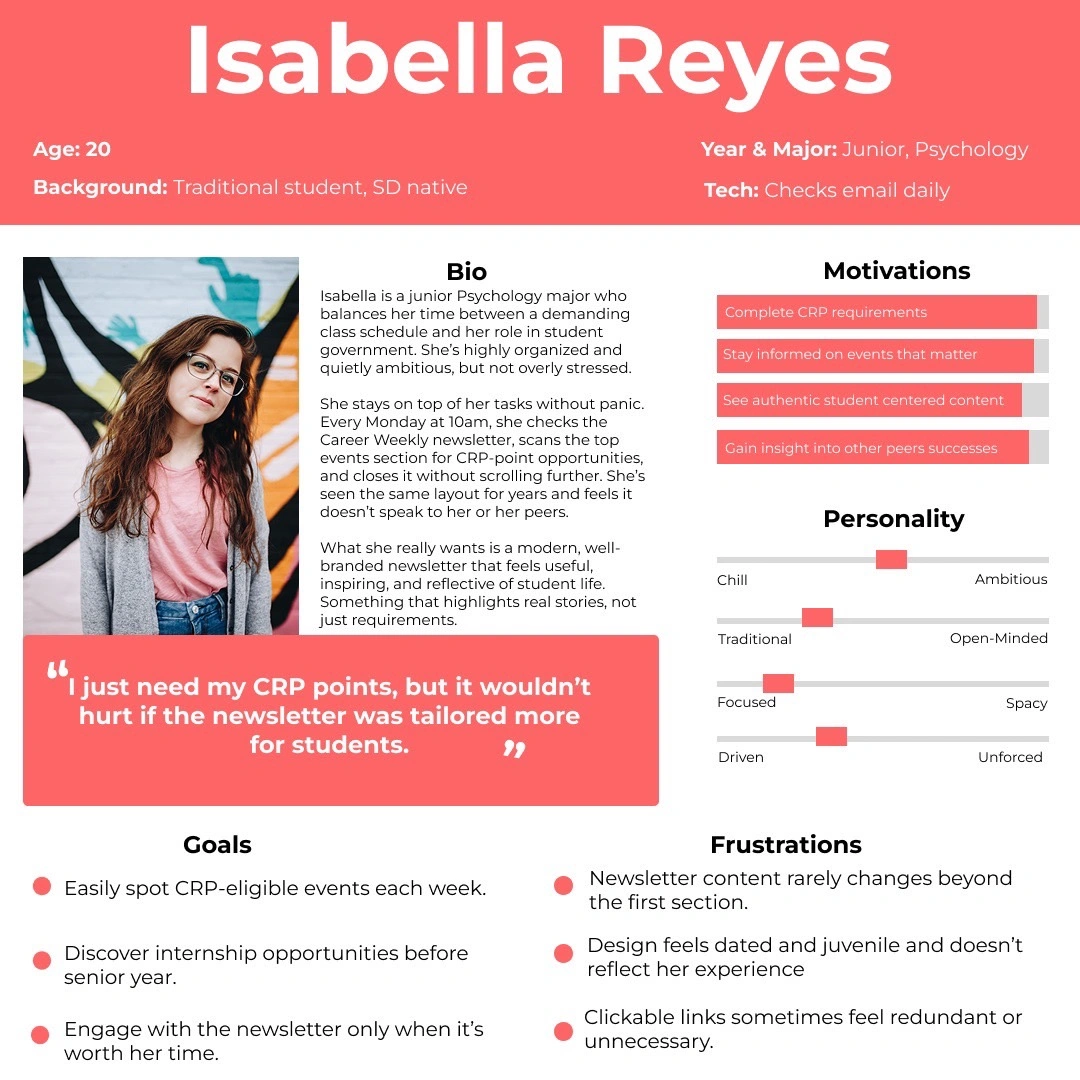 Isabella Reyes
Age: 20
Background: Traditional student, SD native
Year & Major: Junior, Psychology
Tech: Checks email daily
Bio
Isabella is a junior Psychology major who
balances her time between a demanding
class schedule and her role in student
government. She’s highly organized and
quietly ambitious, but not overly stressed.
She stays on top of her tasks without panic.
Every Monday at 10am, she checks the
Career Weekly newsletter, scans the top
events section for CRP-point opportunities,
and closes it without scrolling further. She’s
seen the same layout for years and feels it
doesn’t speak to her or her peers.
What she really wants is a modern, well-
branded newsletter that feels useful,
inspiring, and reflective of student life.
Something that highlights real stories, not
just requirements.
“I just need my CRP points, but it wouldn’t
hurt if the newsletter was tailored more
for students. ”
Motivations
Complete CRP requirements
Stay informed on events that matter
See authentic student centered content
Gain insight into other peers successes
Personality
Chill Ambitious
Traditional Open-Minded
Focused Spacy
Driven Unforced
Goals
Easily spot CRP-eligible events each week.
Discover internship opportunities before
senior year.
Engage with the newsletter only when it’s
worth her time.
Frustrations
Newsletter content rarely changes beyond
the first section.
Design feels dated and juvenile and doesn’t
reflect her experience
Clickable links sometimes feel redundant or
unnecessary.